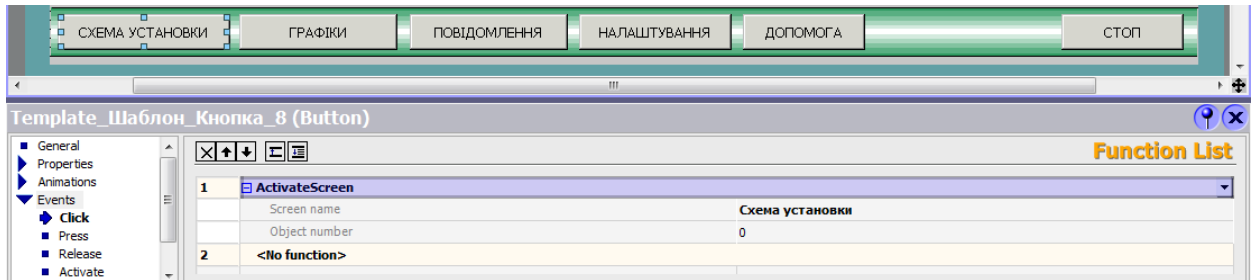 СХЕМА УСТАНОВКИ ГРАФІКИ ПОВІДОМЛЕННЯ НАЛАШТУВАННЯ ДОПОМОГА СТОП
Template_Шаблон_Кнопка_8 (Button)
General
Properties
Animations
Events
Click
Press
Release
Activate
Function List
1 ActivateScreen
Screen name Схема установки
Object number 0
2 <No function>